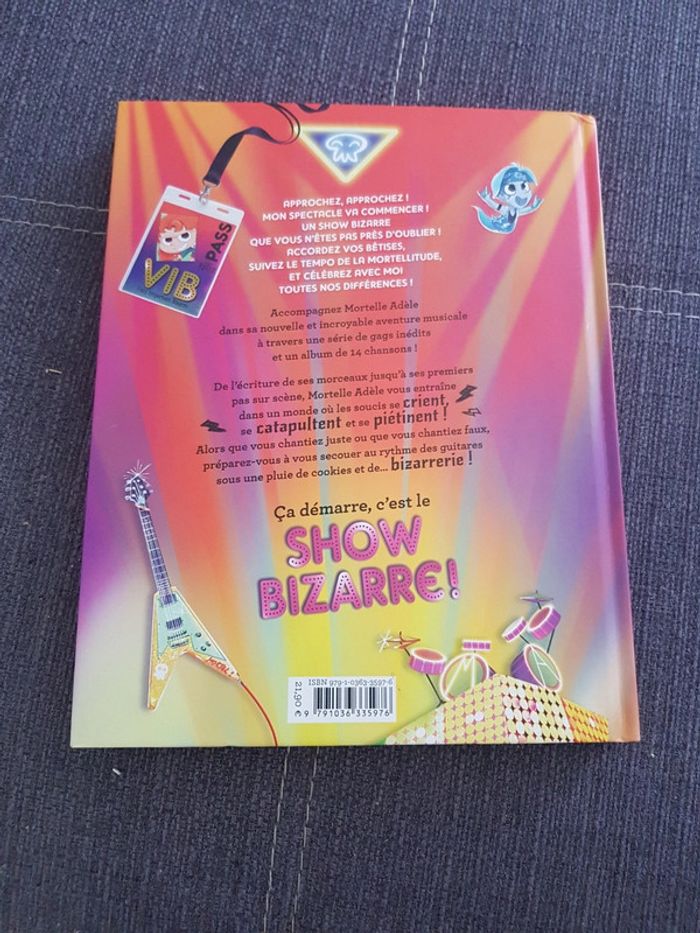 APPROCHEZ, APPROCHEZ !
MON SPECTACLE VA COMMENCER !
UN SHOW BIZARRE
QUE VOUS N'ÊTES PAS PRÈS D'OUBLIER !
ACCORDEZ VOS BÊTISES,
SUIVEZ LE TEMPO DE LA MORTELLITUDE,
ET CÉLÉBREZ AVEC MOI
TOUTES NOS DIFFÉRENCES !
PASS
VIB
Accompagnez Mortelle Adèle
dans sa nouvelle et incroyable aventure musicale
à travers une série de gags inédits
et un album de 14 chansons !
De l'écriture de ses morceaux jusqu'à ses premiers
pas sur scène, Mortelle Adèle vous entraîne
dans un monde où les soucis se crient,
se catapultent et se piétinent !
Alors que vous chantiez juste ou que vous chantiez faux,
préparez-vous à vous secouer au rythme des guitares
sous une pluie de cookies et de... bizarrerie !
Ça démarre, c'est le
SHOW
BIZARRE !
M A
ISBN 979-1-0363-3597-6
21,90 €
9 791036 335976